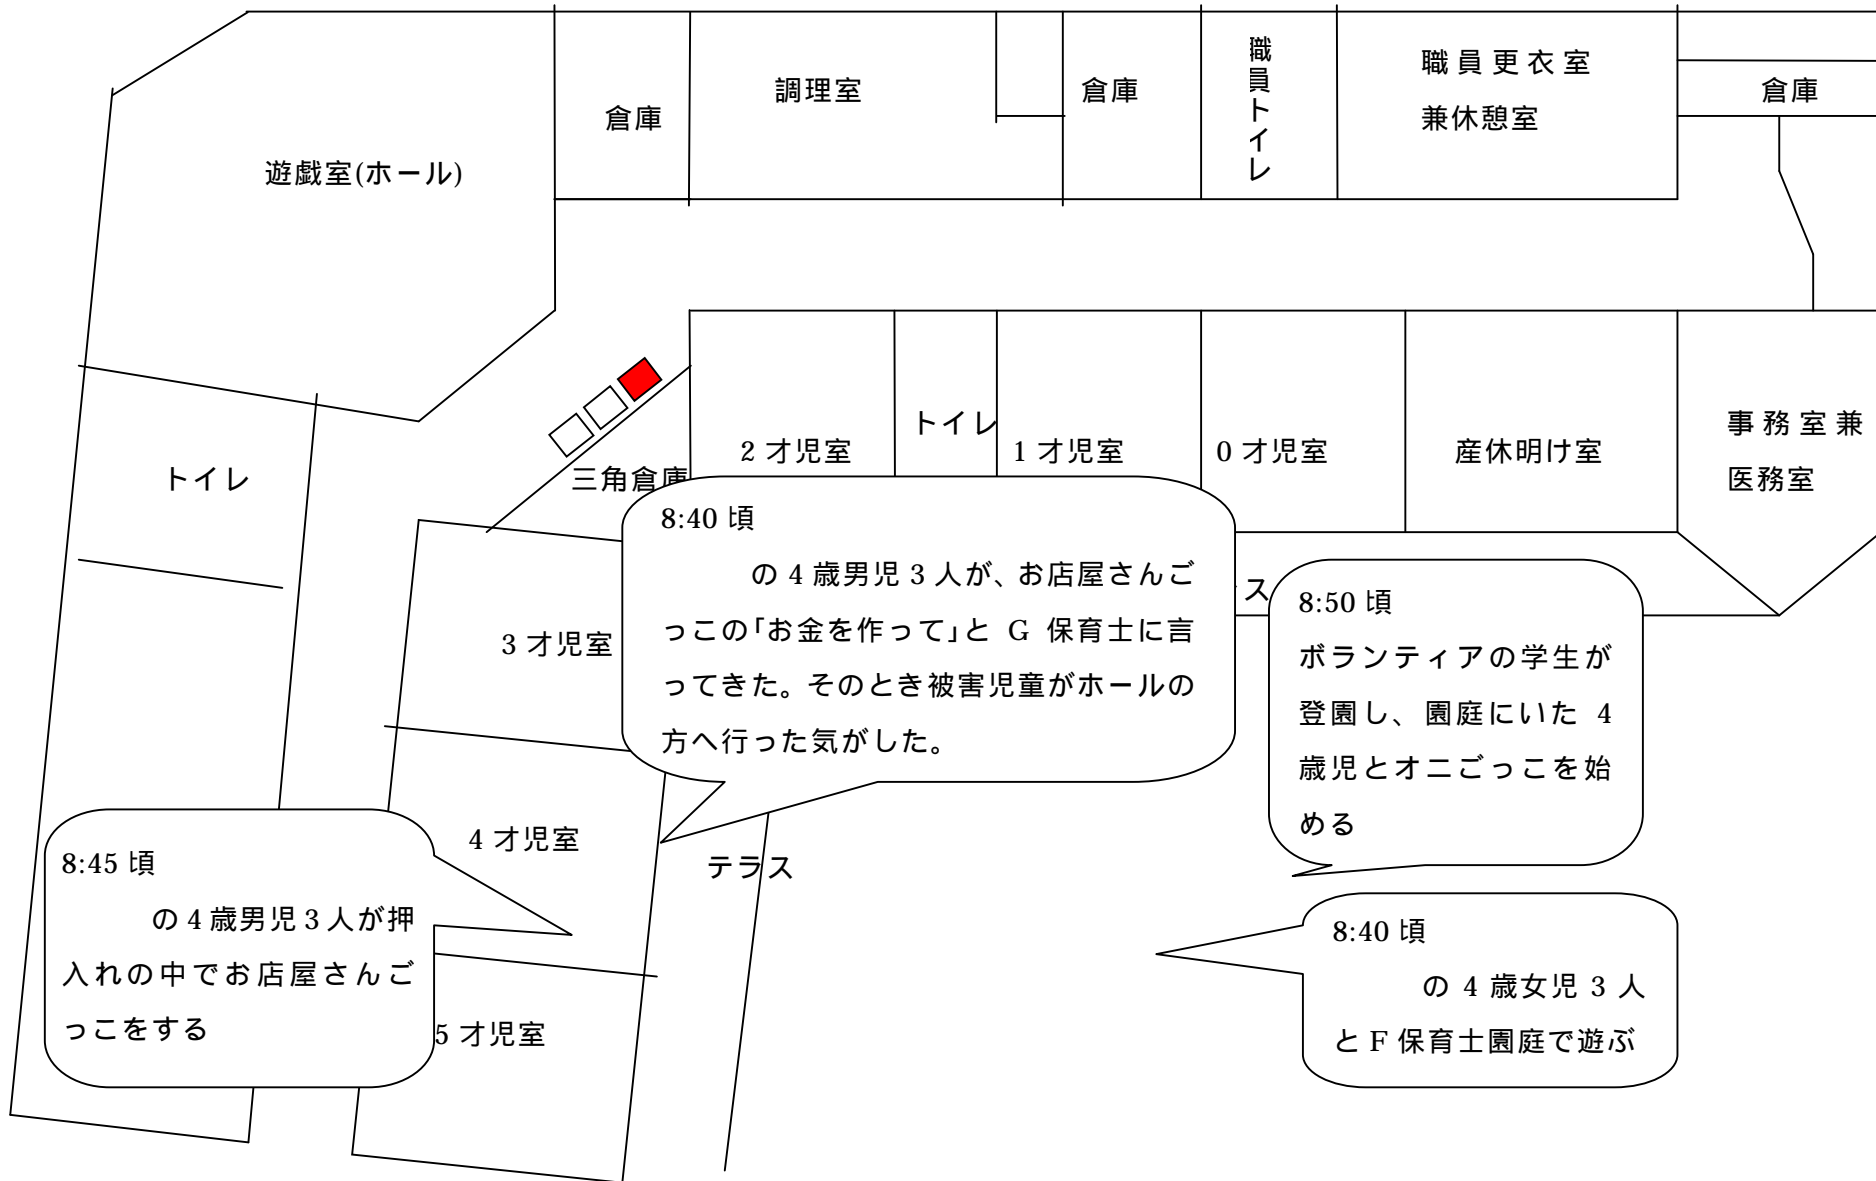 遊戯室(ホール)
倉庫
調理室
倉庫
職員トイレ
職員更衣室
兼休憩室
倉庫
トイレ
三角倉庫
2 才児室
トイレ
1 才児室
0 才児室
産休明け室
事務室兼
医務室
3 才児室
4 才児室
5 才児室
テラス
ス
8:40 頃
の 4 歳男児 3 人が、お店屋さんご
っこの「お金を作って」と G 保育士に言
ってきた。そのとき被害児童がホールの
方へ行った気がした。
8:50 頃
ボランティアの学生が
登園し、園庭にいた 4
歳児とオニごっこを始
める
8:45 頃
の 4 歳男児 3 人が押
入れの中でお店屋さんご
っこをする
8:40 頃
の 4 歳女児 3 人
と F 保育士園庭で遊ぶ